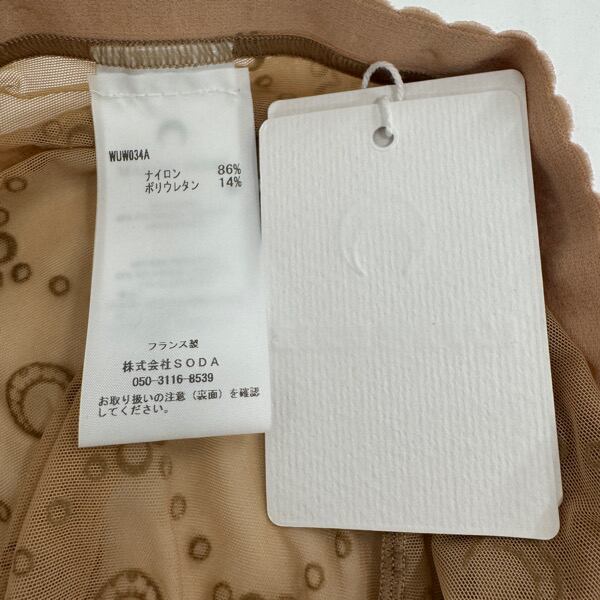 WUW034A
ナイロン 86%
ポリウレタン 14%
フランス製
株式会社SODA
050-3116-8539
お取り扱いの注意（裏面）を確認
してください。